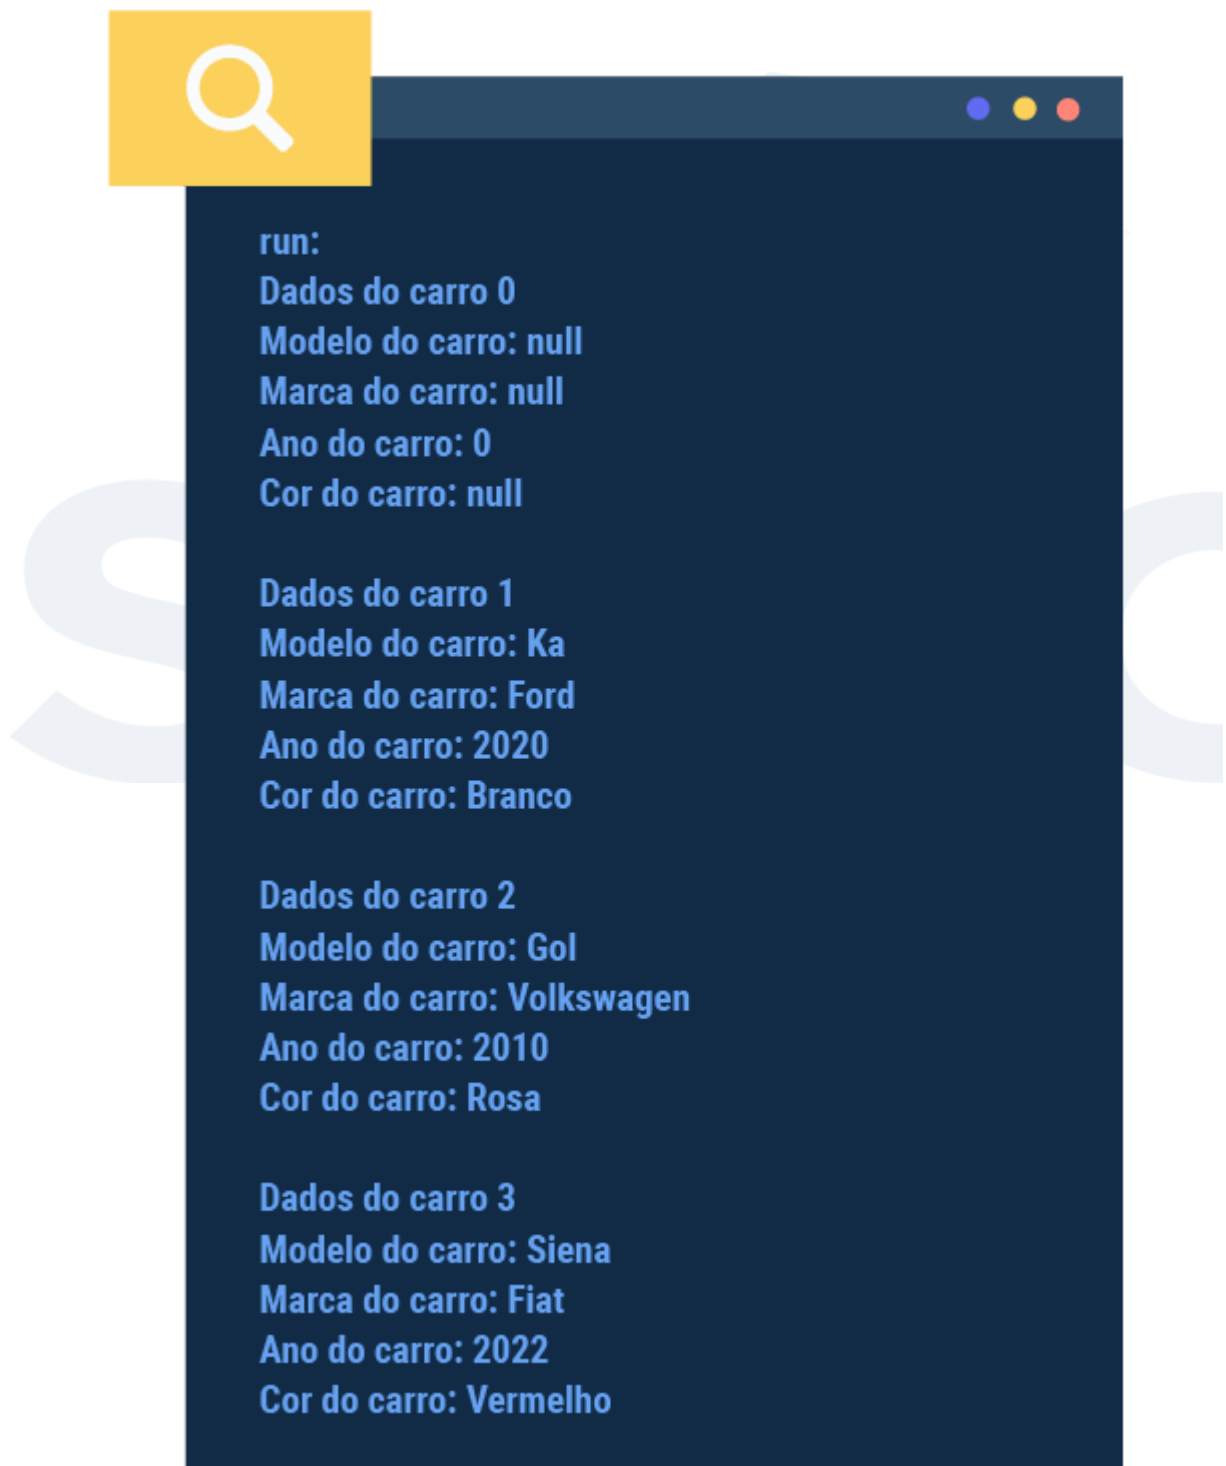 run:
Dados do carro 0
Modelo do carro: null
Marca do carro: null
Ano do carro: 0
Cor do carro: null
Dados do carro 1
Modelo do carro: Ka
Marca do carro: Ford
Ano do carro: 2020
Cor do carro: Branco
Dados do carro 2
Modelo do carro: Gol
Marca do carro: Volkswagen
Ano do carro: 2010
Cor do carro: Rosa
Dados do carro 3
Modelo do carro: Siena
Marca do carro: Fiat
Ano do carro: 2022
Cor do carro: Vermelho